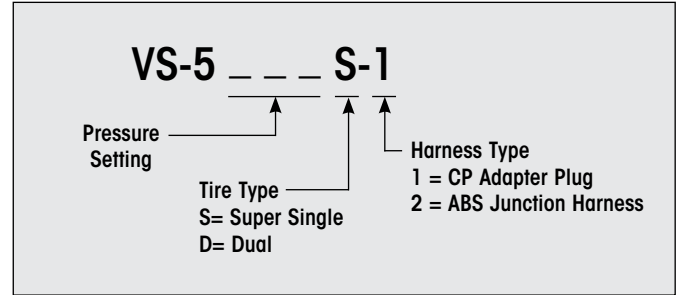 VS-5 _ _ _ S-1
Pressure
Setting
Tire Type
S= Super Single
D= Dual
Harness Type
1 = CP Adapter Plug
2 = ABS Junction Harness